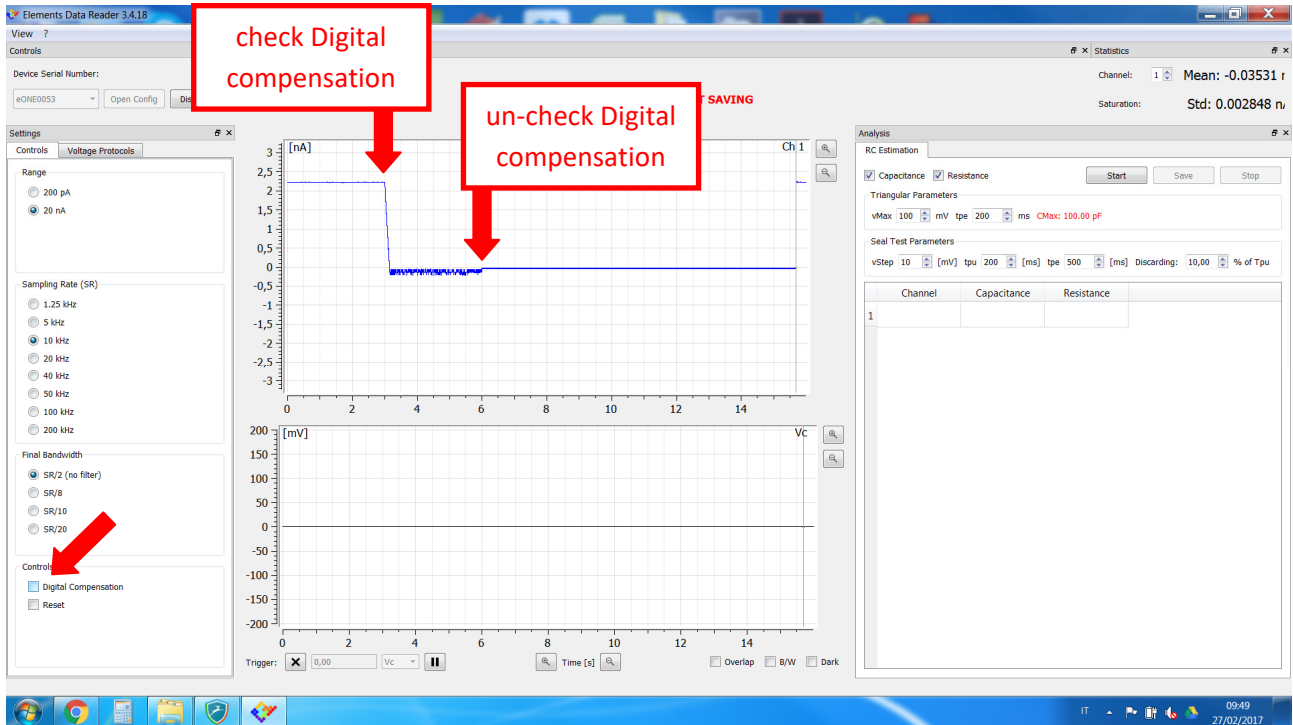 Elements Data Reader 3.4.18
View ?
Controls
Statistics
Device Serial Number:
eONE0053
Open Config
check Digital
compensation
un-check Digital
compensation
SAVING
Channel: 1 Mean: -0.03531
Saturation: Std: 0.002848
Settings
Controls Voltage Protocols
Range
200 pA
20 nA
Sampling Rate (SR)
1.25 kHz
5 kHz
10 kHz
20 kHz
40 kHz
50 kHz
100 kHz
200 kHz
Final Bandwidth
SR/2 (no filter)
SR/8
SR/10
SR/20
Controls
Digital Compensation
Reset
[nA] Ch 1
3
2,5
2
1,5
1
0,5
0
-0,5
-1
-1,5
-2
-2,5
-3
0 2 4 6 8 10 12 14
[mV] Vc
200
150
100
50
0
-50
-100
-150
-200
0 2 4 6 8 10 12 14
Trigger: 0,00 Vc Time [s] Overlap B/W Dark
Analysis
RC Estimation
Capacitance Resistance Start Save Stop
Triangular Parameters
vMax 100 mV tpe 200 ms CMax: 100.00 pF
Seal Test Parameters
vStep 10 [mV] tpu 200 [ms] tpe 500 [ms] Discarding: 10,00 % of Tpu
Channel Capacitance Resistance
1
IT
09:49
27/02/2017